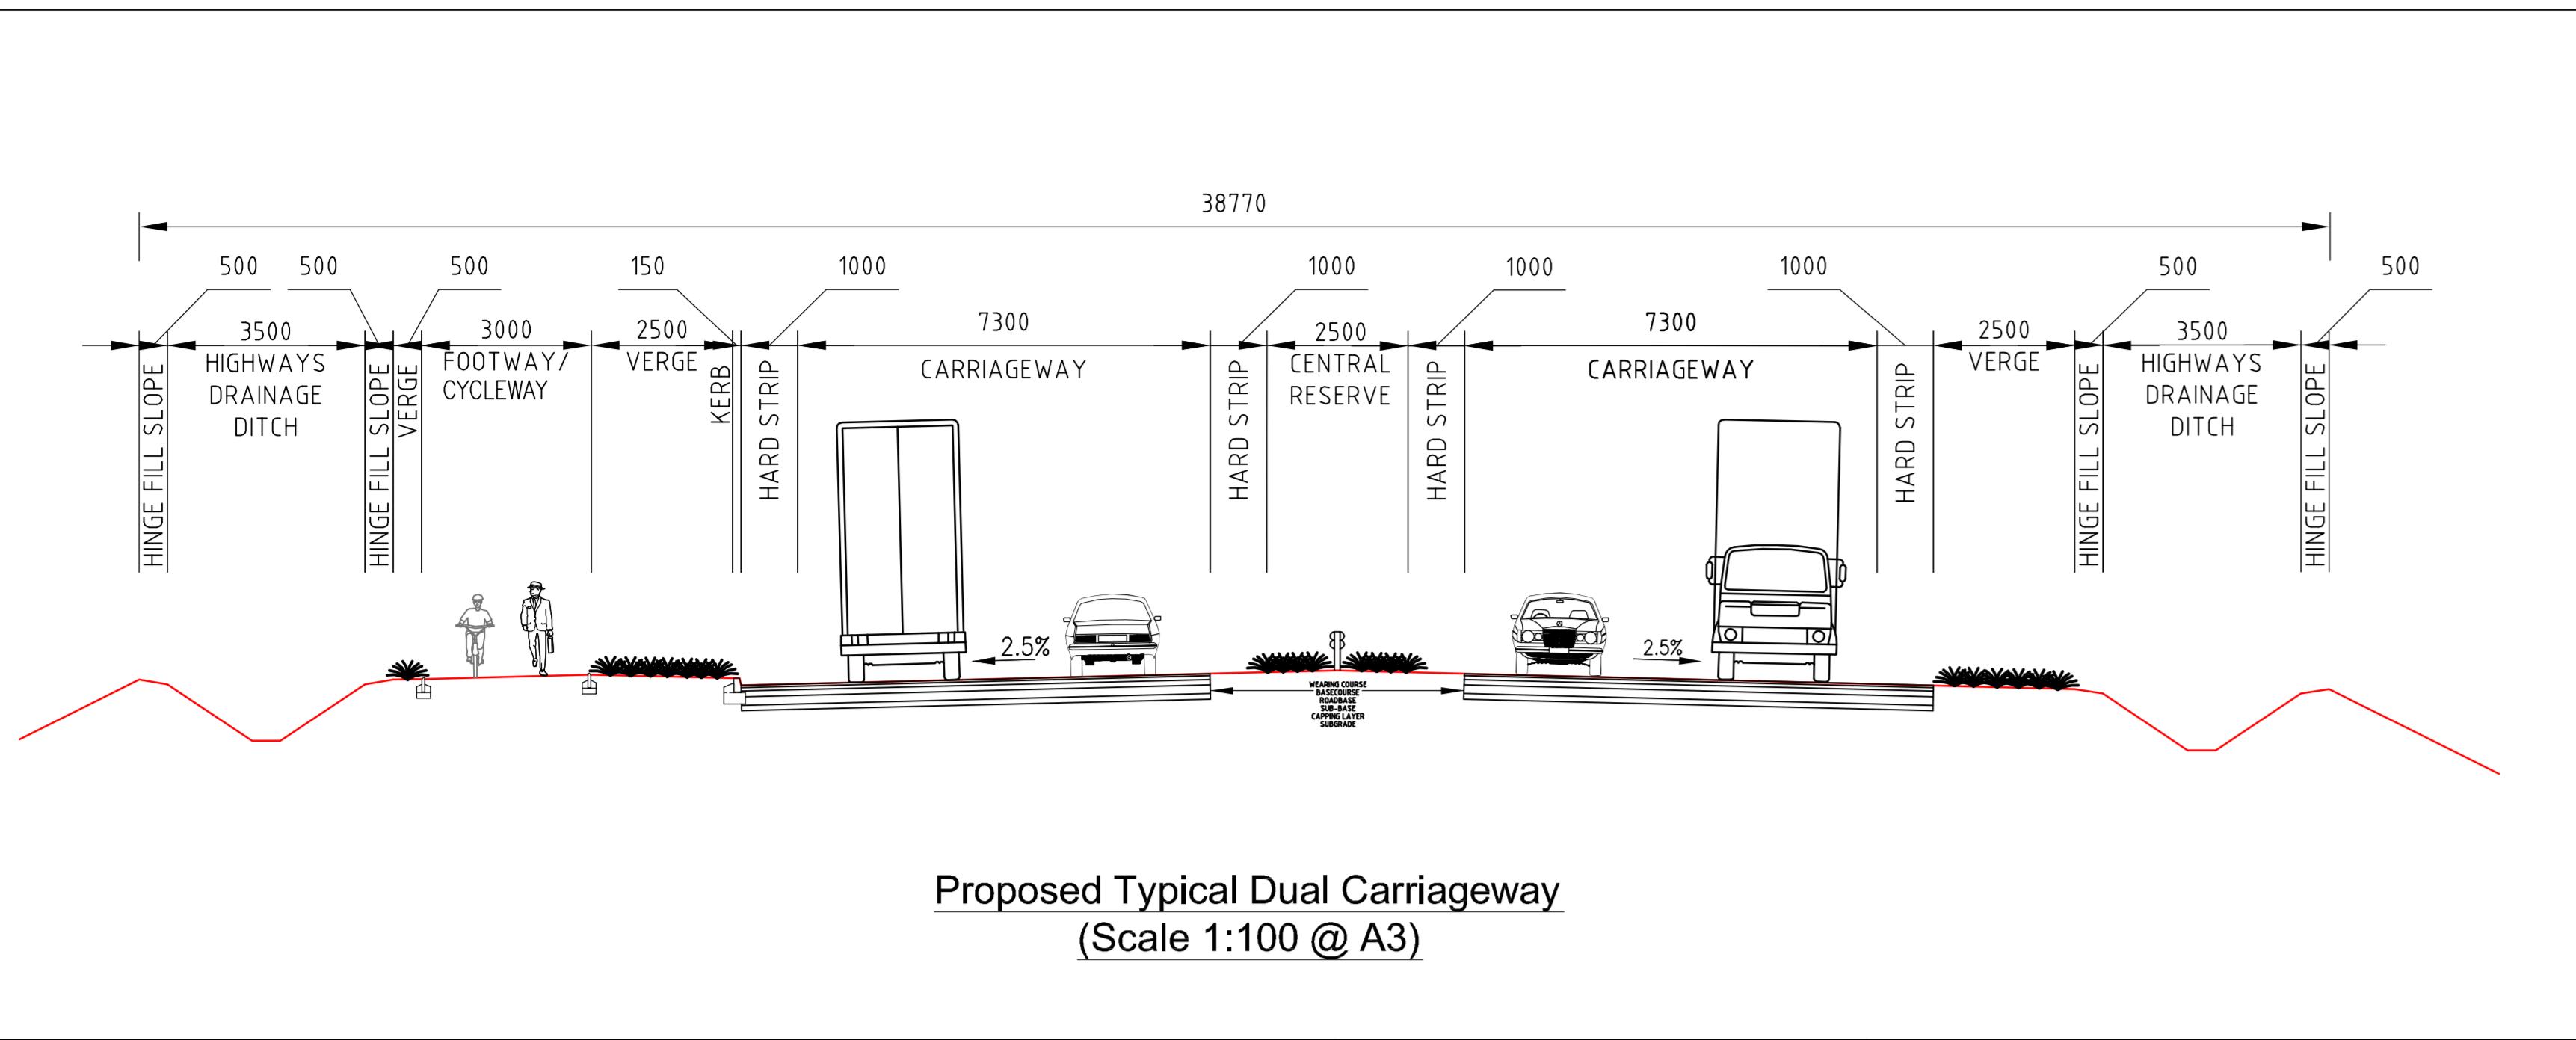 38770
500
500
500
150
1000
1000
1000
1000
500
500
3500
3000
2500
7300
2500
7300
2500
3500
HINGE FILL SLOPE
HIGHWAYS
DRAINAGE
DITCH
HINGE FILL SLOPE
VERGE
FOOTWAY/
CYCLEWAY
VERGE
KERB
HARD STRIP
CARRIAGEWAY
HARD STRIP
CENTRAL
RESERVE
HARD STRIP
CARRIAGEWAY
HARD STRIP
VERGE
HINGE FILL SLOPE
HIGHWAYS
DRAINAGE
DITCH
HINGE FILL SLOPE
2.5%
2.5%
WEARING COURSE
BASECOURSE
ROADBASE
SUB-BASE
CAPPING LAYER
SUBGRADE
Proposed Typical Dual Carriageway
(Scale 1:100 @ A3)